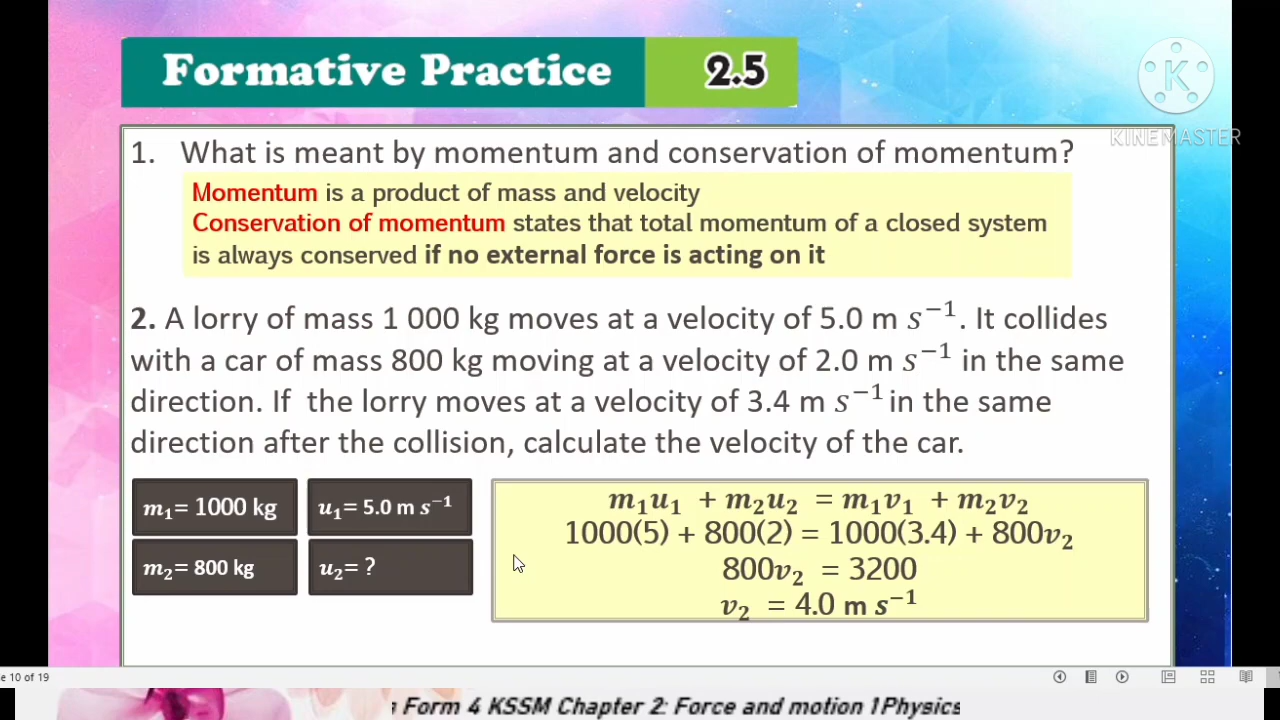 Formative Practice 2.5
K
KINEMASTER
1. What is meant by momentum and conservation of momentum?
Momentum is a product of mass and velocity
Conservation of momentum states that total momentum of a closed system
is always conserved if no external force is acting on it
2. A lorry of mass 1 000 kg moves at a velocity of 5.0 m s⁻¹. It collides
with a car of mass 800 kg moving at a velocity of 2.0 m s⁻¹ in the same
direction. If the lorry moves at a velocity of 3.4 m s⁻¹ in the same
direction after the collision, calculate the velocity of the car.
m₁= 1000 kg
u₁= 5.0 m s⁻¹
m₂= 800 kg
u₂= ?
m₁u₁ + m₂u₂ = m₁v₁ + m₂v₂
1000(5) + 800(2) = 1000(3.4) + 800v₂
800v₂ = 3200
v₂ = 4.0 m s⁻¹
10 of 19
Form 4 KSSM Chapter 2: Force and motion 1Physics